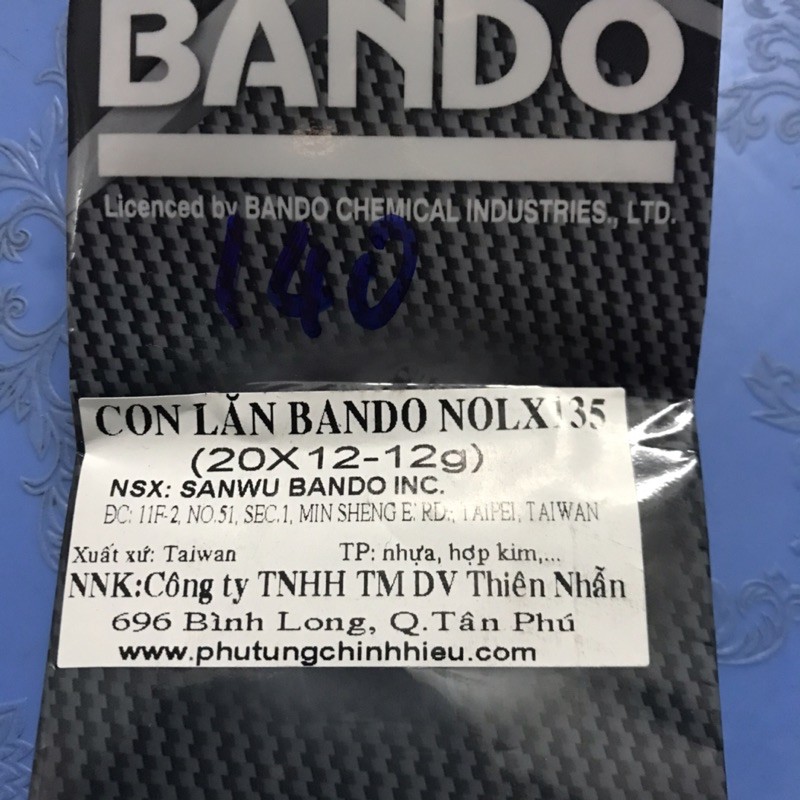 BANDO
Licenced by BANDO CHEMICAL INDUSTRIES., LTD.
140
CON LĂN BANDO NOLX135
(20X12-12g)
NSX: SANWU BANDO INC.
ĐC: 11F-2, NO.51, SEC.1, MIN SHENG E. RD., TAIPEI, TAIWAN
Xuất xứ: Taiwan TP: nhựa, hợp kim,...
NNK:Công ty TNHH TM DV Thiên Nhẫn
696 Bình Long, Q.Tân Phú
www.phutungchinhhieu.com